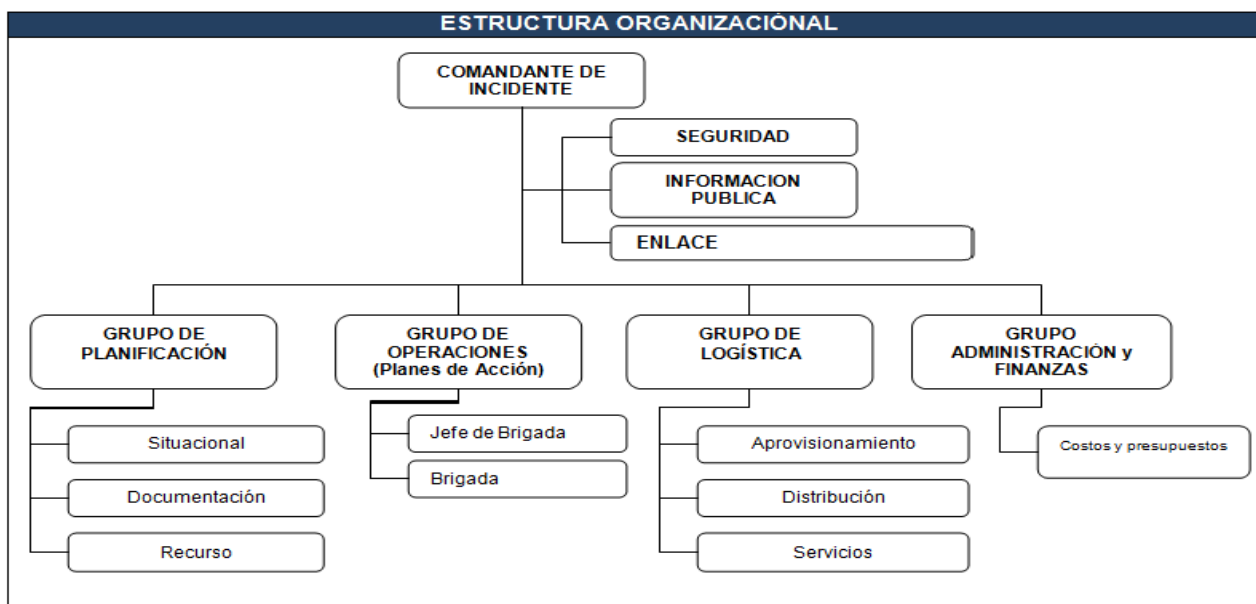 ESTRUCTURA ORGANIZACIÓNAL
COMANDANTE DE
INCIDENTE
SEGURIDAD
INFORMACION
PUBLICA
ENLACE
GRUPO DE
PLANIFICACIÓN
GRUPO DE
OPERACIONES
(Planes de Acción)
GRUPO DE
LOGÍSTICA
GRUPO
ADMINISTRACIÓN y
FINANZAS
Situacional
Documentación
Recurso
Jefe de Brigada
Brigada
Aprovisionamiento
Distribución
Servicios
Costos y presupuestos